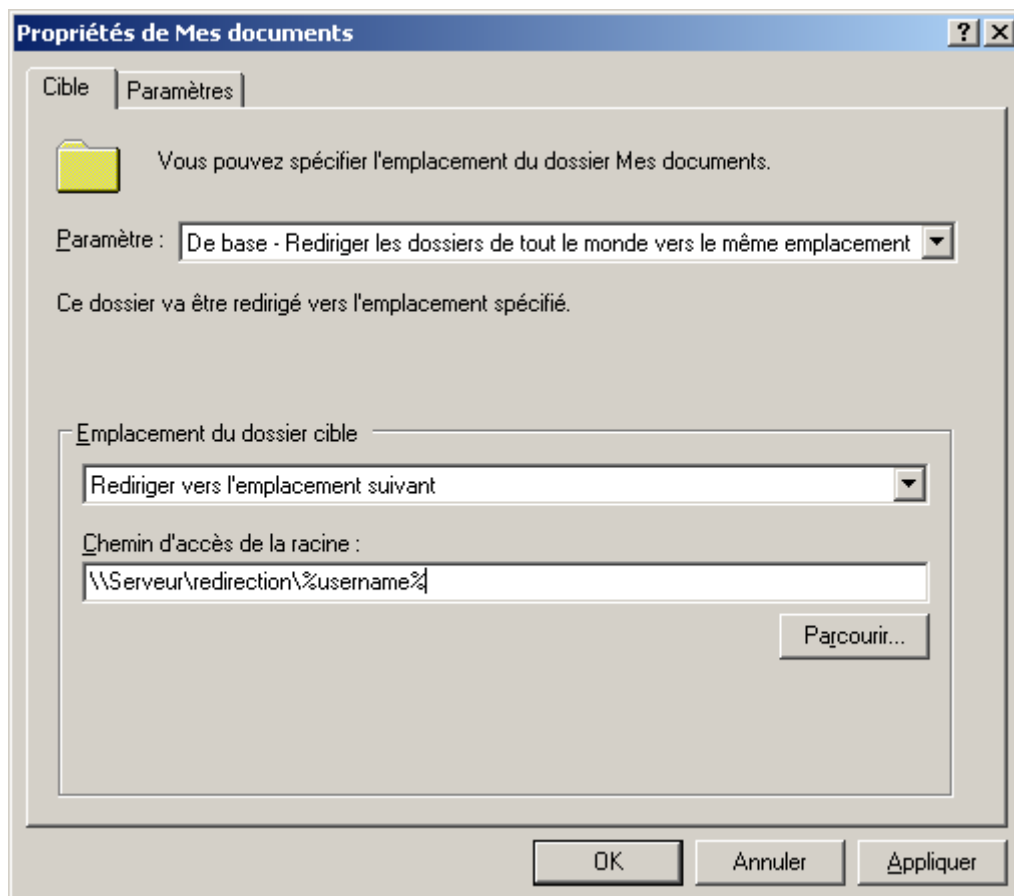 Propriétés de Mes documents
Cible
Paramètres
Vous pouvez spécifier l'emplacement du dossier Mes documents.
Paramètre :
De base - Rediriger les dossiers de tout le monde vers le même emplacement
Ce dossier va être redirigé vers l'emplacement spécifié.
Emplacement du dossier cible
Rediriger vers l'emplacement suivant
Chemin d'accès de la racine :
\\Serveur\redirection\%username%
Parcourir...
OK
Annuler
Appliquer